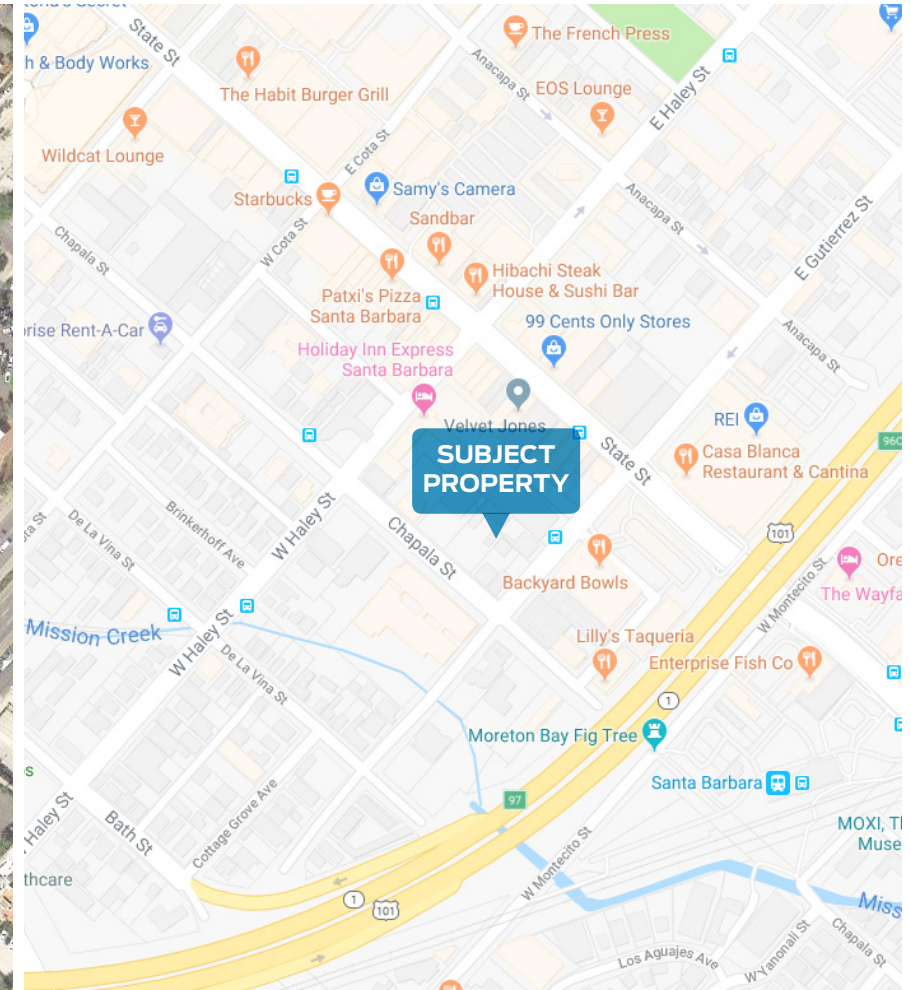 State St
The French Press
h & Body Works
Anacapa St
The Habit Burger Grill
EOS Lounge
E Haley St
Wildcat Lounge
E Cota St
Starbucks
Samy's Camera
Anacapa St
Sandbar
E Gutierrez St
Chapala St
W Cota St
Hibachi Steak
House & Sushi Bar
Patxi's Pizza
Santa Barbara
rise Rent-A-Car
99 Cents Only Stores
Anacapa St
Holiday Inn Express
Santa Barbara
Velvet Jones
REI
SUBJECT
PROPERTY
State St
Casa Blanca
Restaurant & Cantina
960
De La Vina St
Brinkerhoff Ave
W Haley St
Chapala St
101
Backyard Bowls
W Montecito St
Ore
The Wayfa
Mission Creek
W Haley St
De La Vina St
Lilly's Taqueria
Enterprise Fish Co
1
Moreton Bay Fig Tree
Santa Barbara
s
Haley St
Bath St
Cottage Grove Ave
97
MOXI, Th
Muse
W Montecito St
thcare
1
101
Miss
Los Aguajes Ave
W Yanonali St
Chapala St